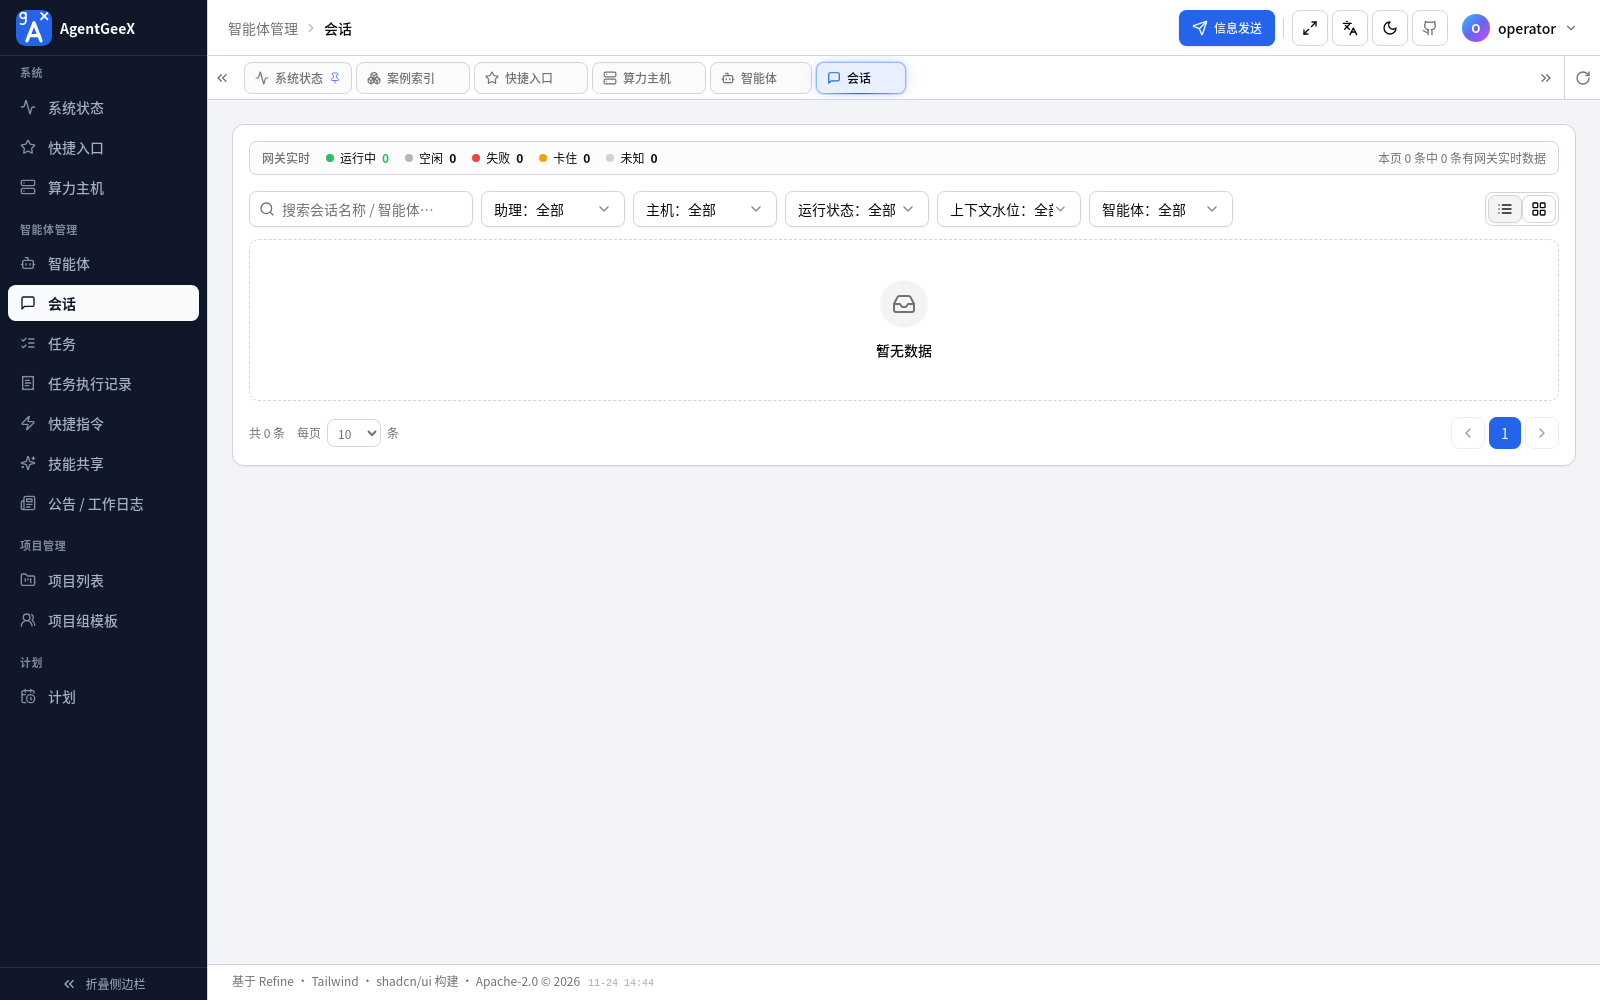 AgentGeeX
系统
系统状态
快捷入口
算力主机
智能体管理
智能体
会话
任务
任务执行记录
快捷指令
技能共享
公告 / 工作日志
项目管理
项目列表
项目组模板
计划
计划
折叠侧边栏
智能体管理 会话
信息发送
O operator
系统状态 案例索引 快捷入口 算力主机 智能体 会话
网关实时 运行中 0 空闲 0 失败 0 卡住 0 未知 0 本页 0 条中 0 条有网关实时数据
搜索会话名称 / 智能体… 助理：全部 主机：全部 运行状态：全部 上下文水位：全 智能体：全部
暂无数据
共 0 条 每页 10 条 1
基于 Refine · Tailwind · shadcn/ui 构建 · Apache-2.0 © 2026 11-24 14:44